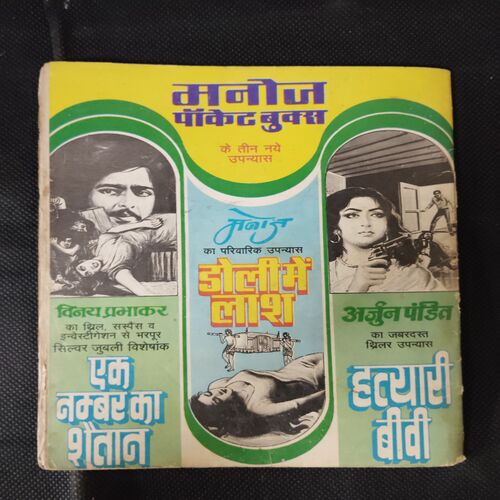 मनोज
पॉकेट बुक्स
के तीन नये
उपन्यास
विनय प्रभाकर
का थ्रिल, सस्पैंस व
इन्वैस्टीगेशन से भरपूर
सिल्वर जुबली विशेषांक
एक
नम्बर का
शैतान
मनोज
का परिवारिक उपन्यास
डोली में
लाश
अर्जुन पंडित
का जबरदस्त
थ्रिलर उपन्यास
हत्यारी
बीवी